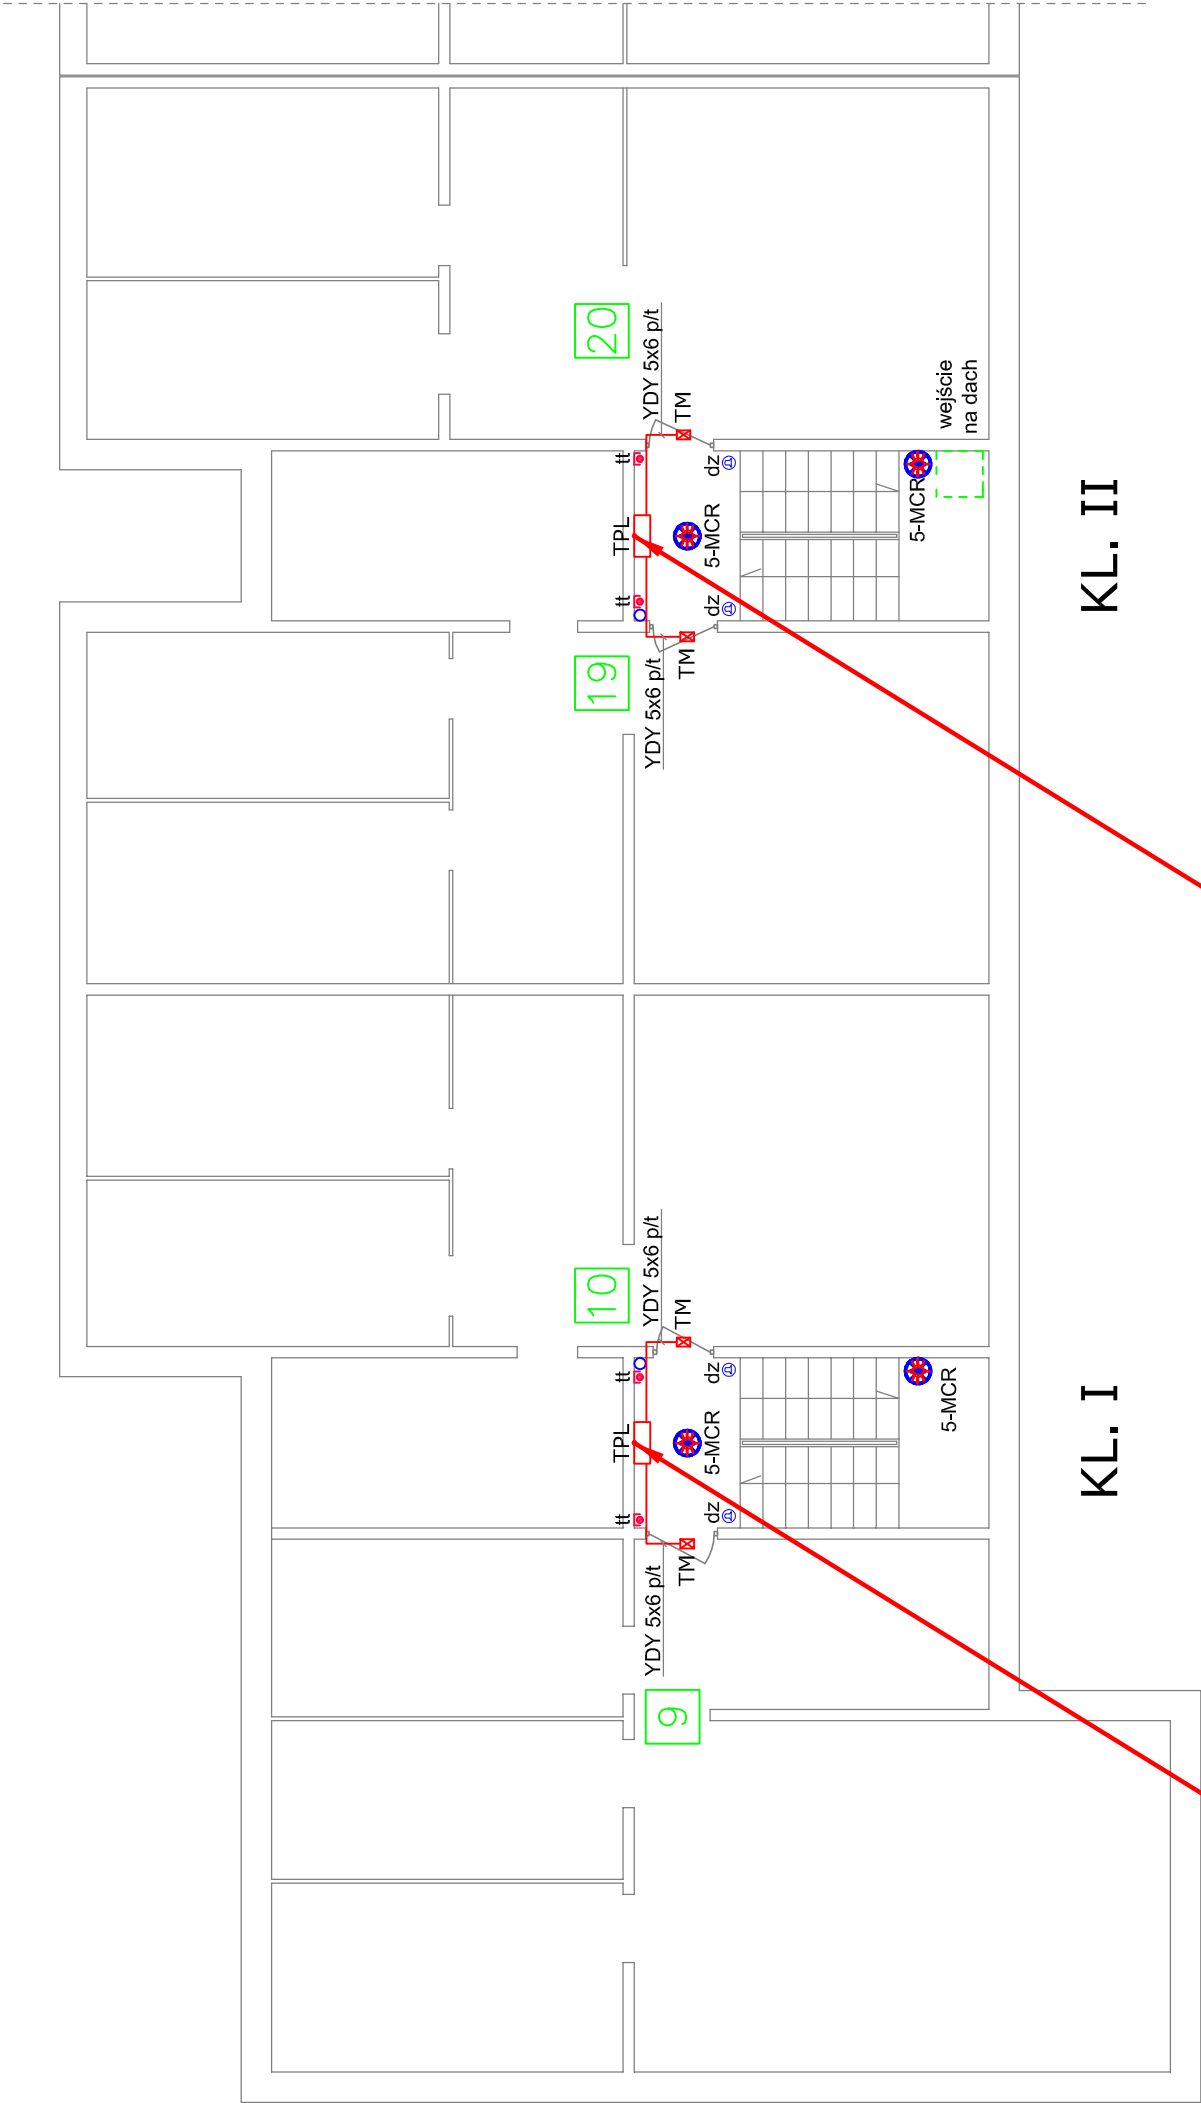 10
tt
TPL
tt
YDY 5x6 p/t
YDY 5x6 p/t
9
TM
TM
dz
5-MCR
dz
5-MCR
KL. I
19
20
tt
TPL
tt
YDY 5x6 p/t
YDY 5x6 p/t
TM
TM
dz
5-MCR
dz
5-MCR
wejście
na dach
KL. II